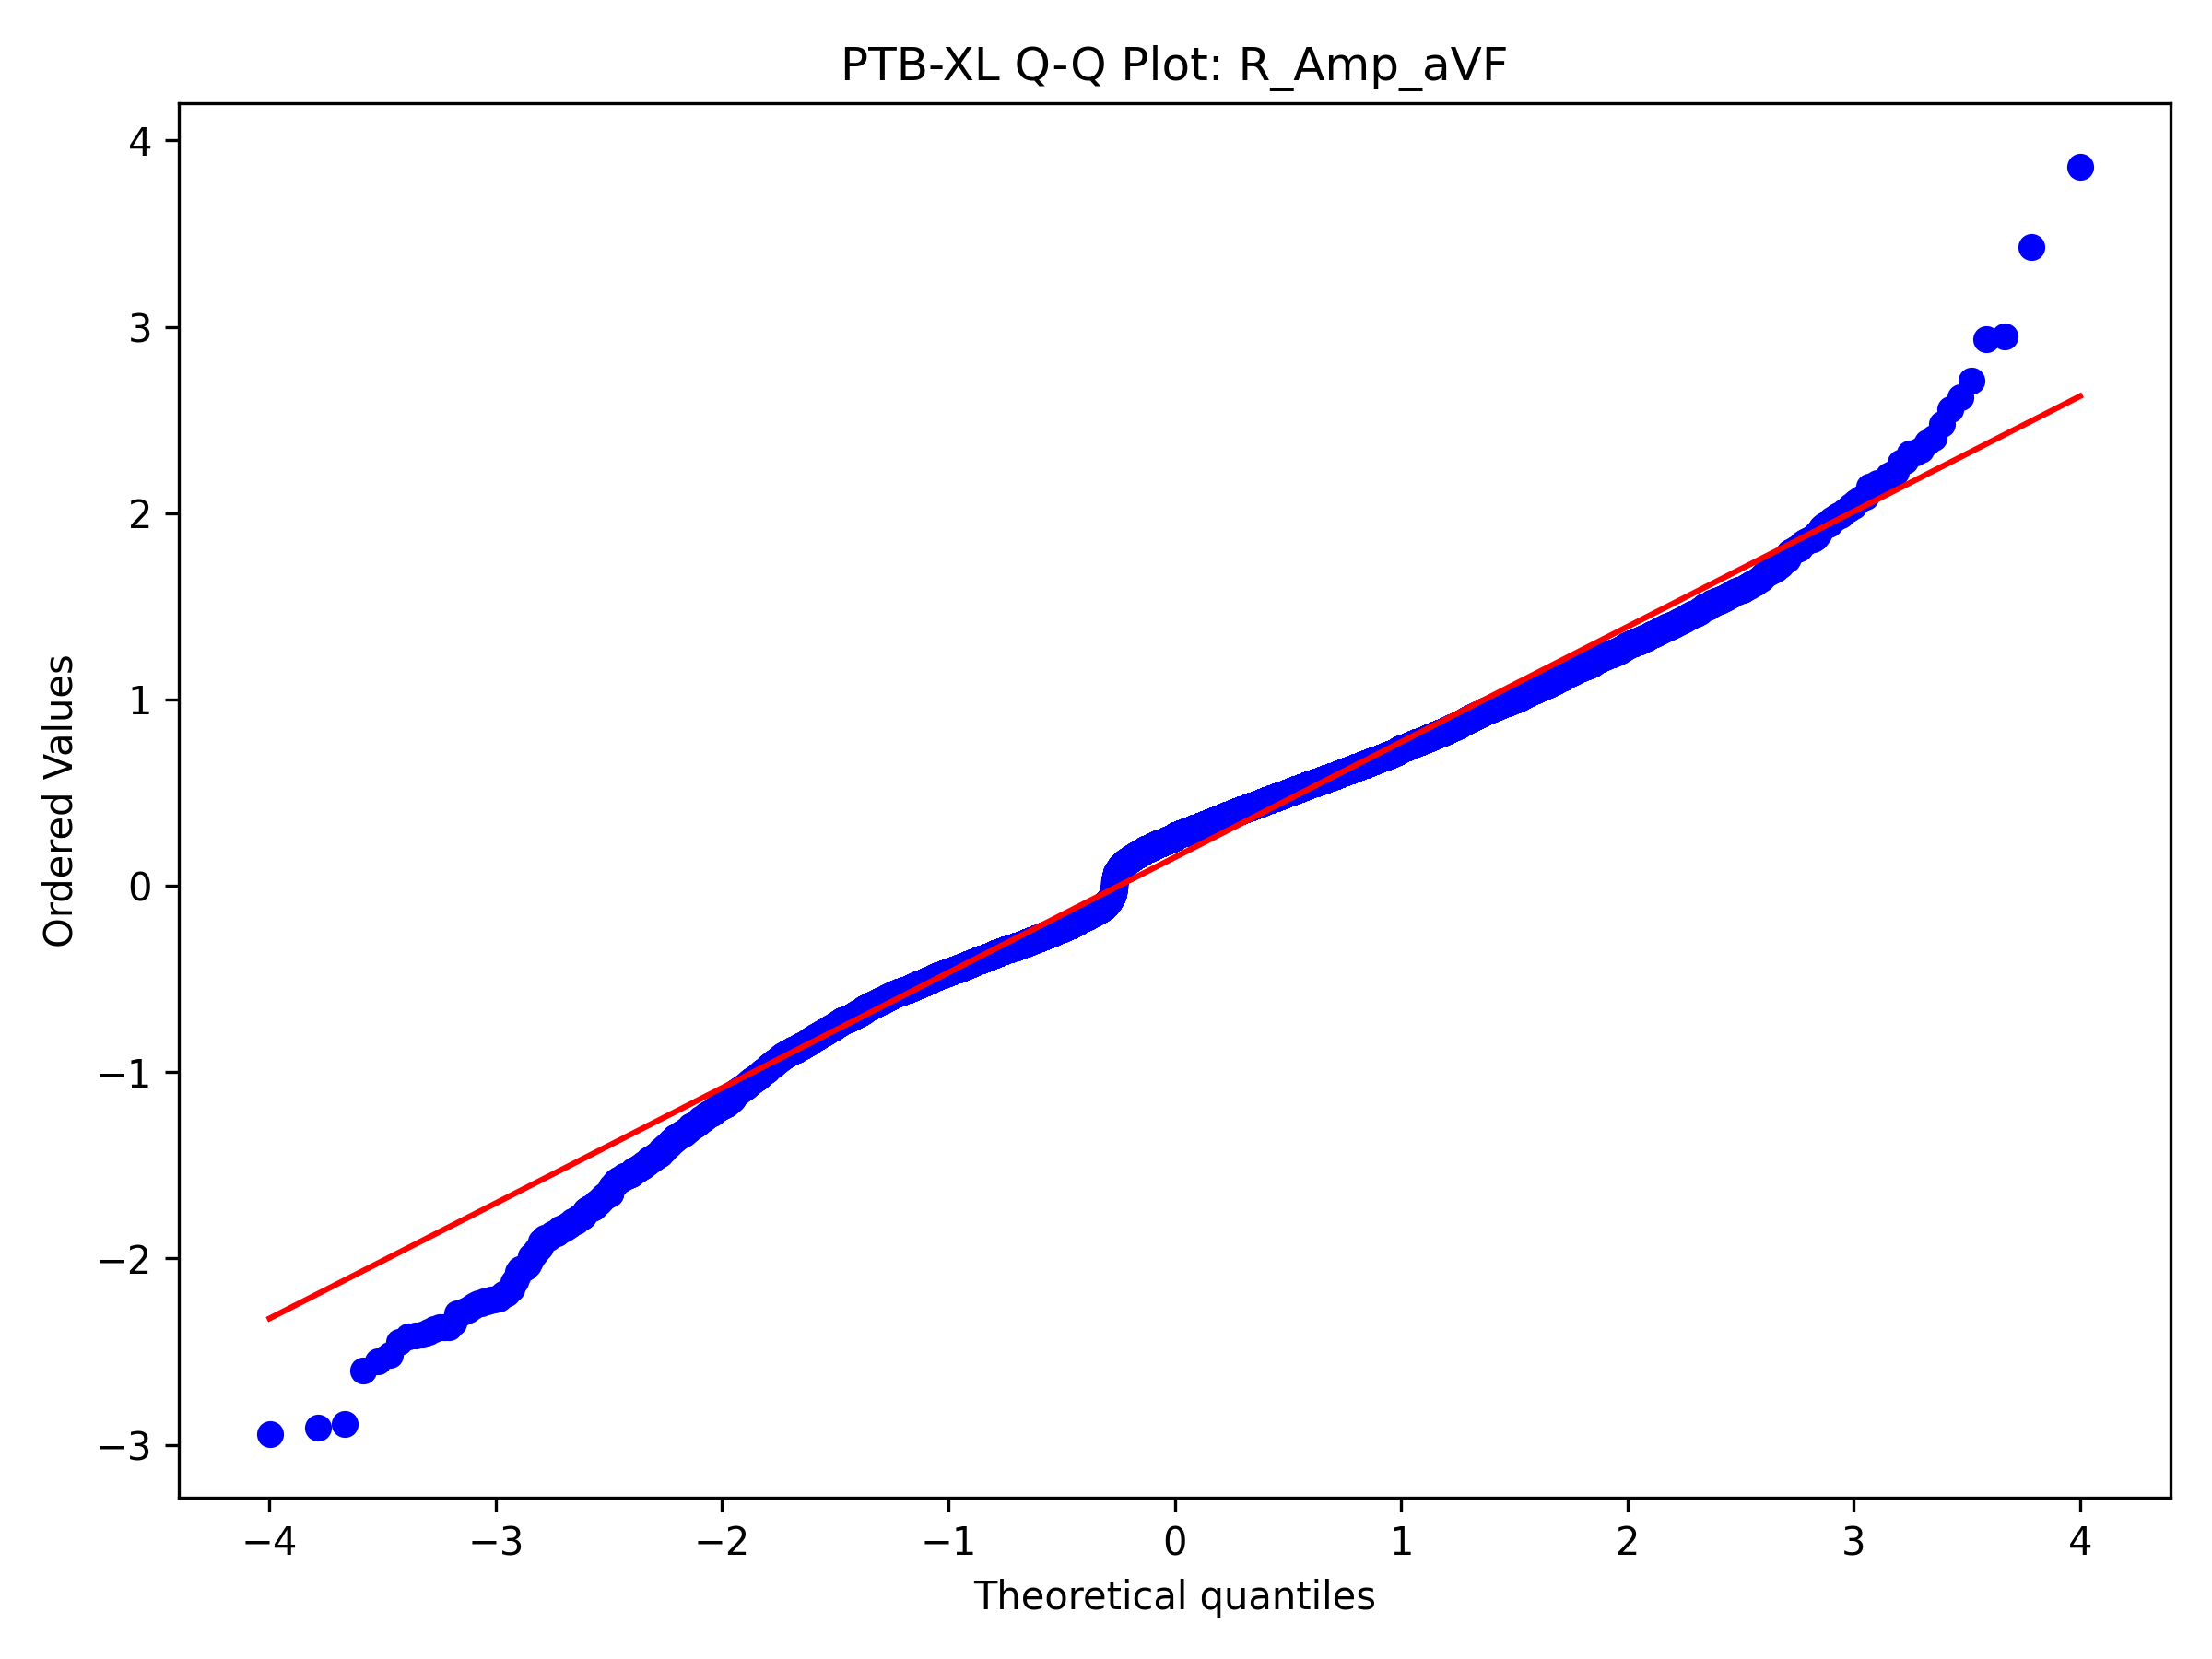 PTB-XL Q-Q Plot: R_Amp_aVF
4
3
2
1
0
−1
−2
−3
Ordered Values
−4 −3 −2 −1 0 1 2 3 4
Theoretical quantiles